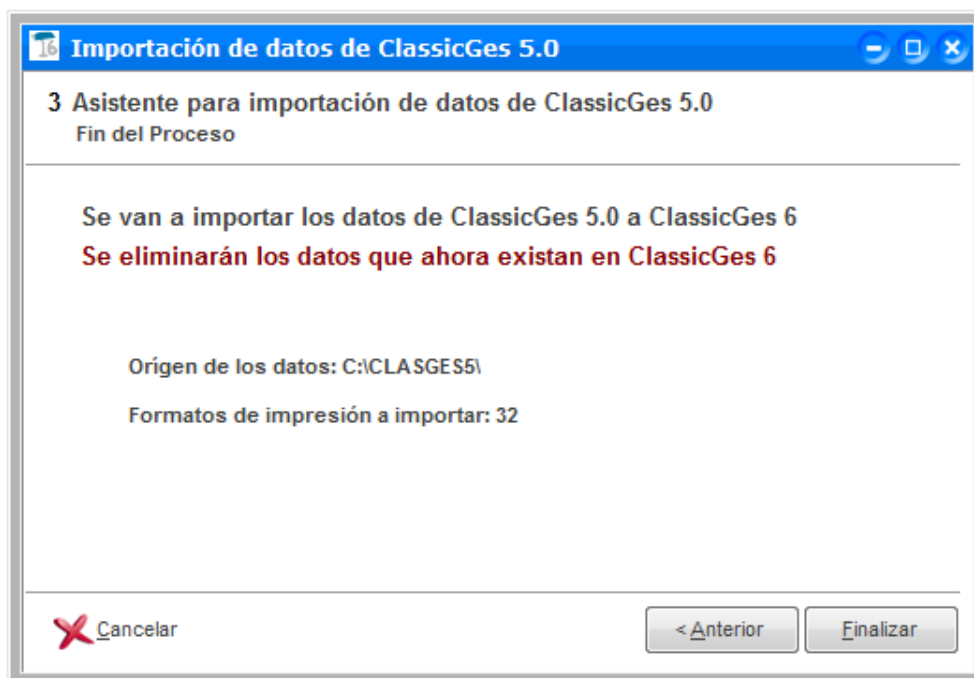 Importación de datos de ClassicGes 5.0
3 Asistente para importación de datos de ClassicGes 5.0
Fin del Proceso
Se van a importar los datos de ClassicGes 5.0 a ClassicGes 6
Se eliminarán los datos que ahora existan en ClassicGes 6
Orígen de los datos: C:\CLASGES5\
Formatos de impresión a importar: 32
Cancelar
< Anterior
Finalizar